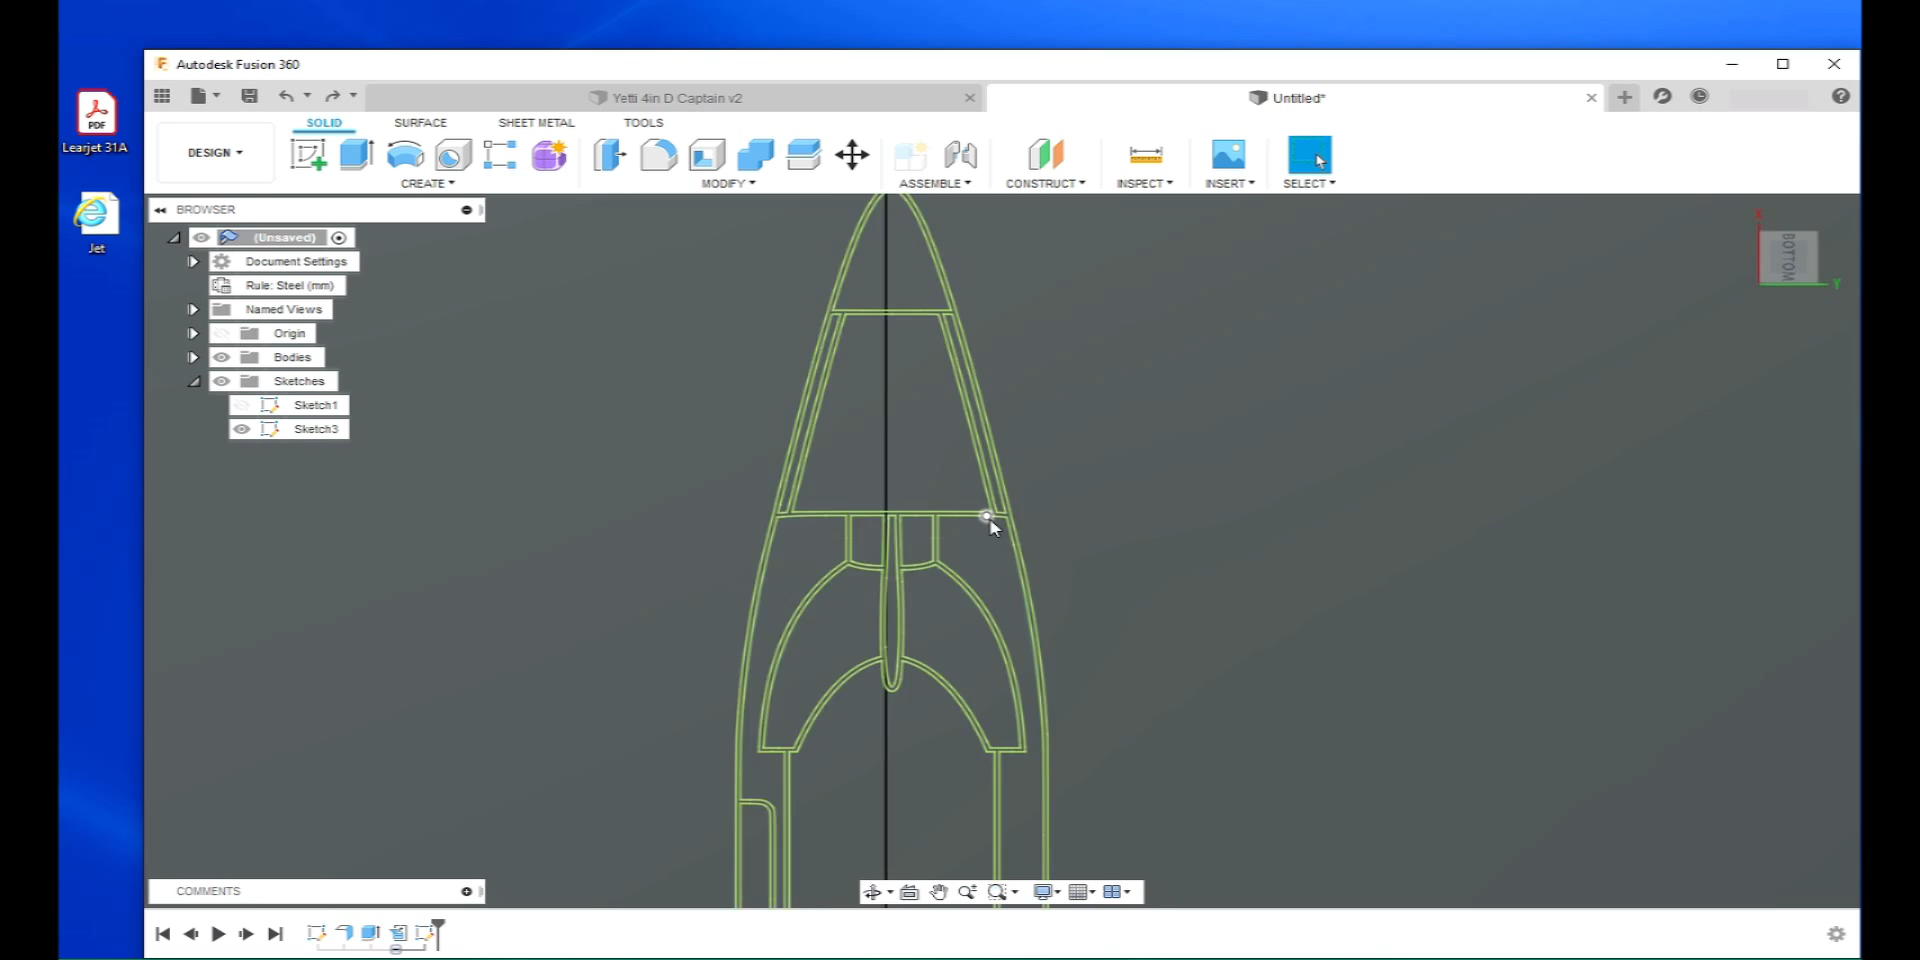 Autodesk Fusion 360
Yetti 4in D Captain v2
Untitled*
PDF
Learjet 31A
Jet
SOLID
SURFACE
SHEET METAL
TOOLS
DESIGN
CREATE
MODIFY
ASSEMBLE
CONSTRUCT
INSPECT
INSERT
SELECT
BROWSER
(Unsaved)
Document Settings
Rule: Steel (mm)
Named Views
Origin
Bodies
Sketches
Sketch1
Sketch3
X
BOTTOM
Y
COMMENTS